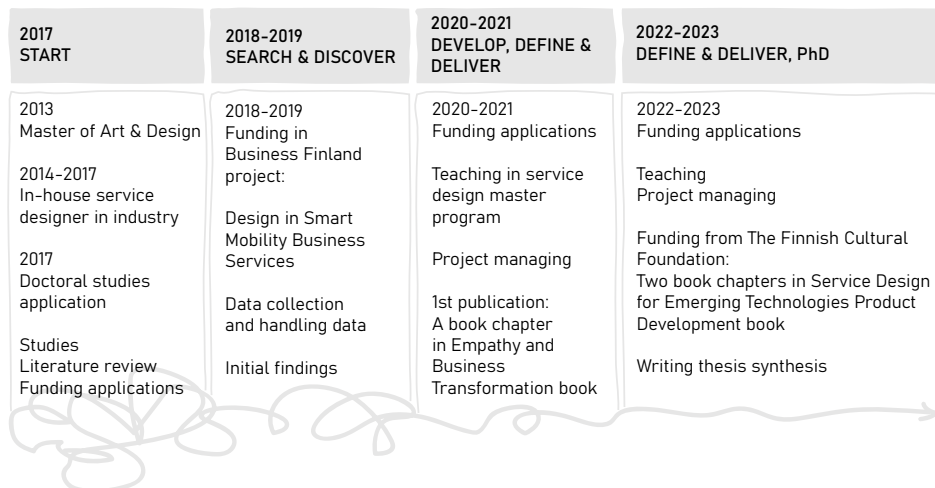 2017
START
2018-2019
SEARCH & DISCOVER
2020-2021
DEVELOP, DEFINE &
DELIVER
2022-2023
DEFINE & DELIVER, PhD
2013
Master of Art & Design
2014-2017
In-house service
designer in industry
2017
Doctoral studies
application
Studies
Literature review
Funding applications
2018-2019
Funding in
Business Finland
project:
Design in Smart
Mobility Business
Services
Data collection
and handling data
Initial findings
2020-2021
Funding applications
Teaching in service
design master
program
Project managing
1st publication:
A book chapter
in Empathy and
Business
Transformation book
2022-2023
Funding applications
Teaching
Project managing
Funding from The Finnish Cultural
Foundation:
Two book chapters in Service Design
for Emerging Technologies Product
Development book
Writing thesis synthesis